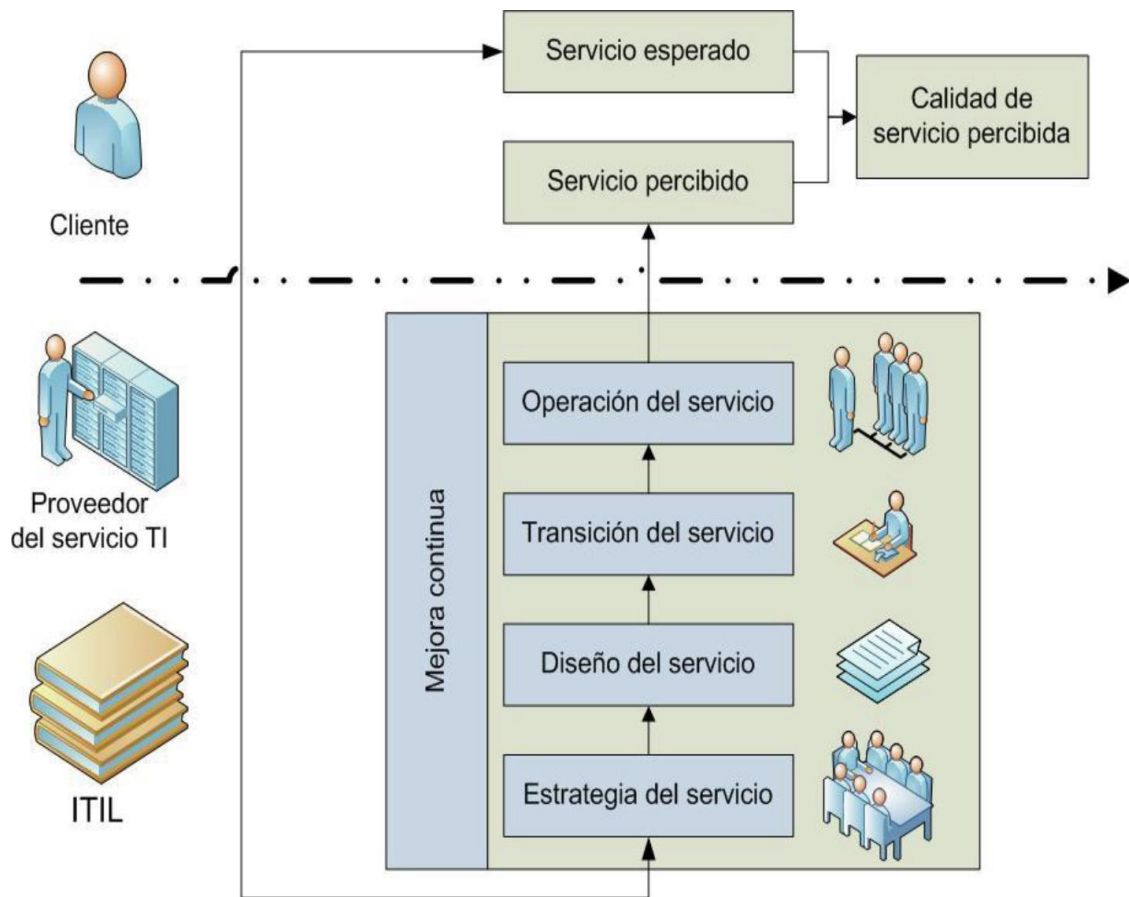 Servicio esperado
Calidad de
servicio percibida
Servicio percibido
Cliente
Operación del servicio
Proveedor
del servicio TI
Transición del servicio
Mejora continua
Diseño del servicio
Estrategia del servicio
ITIL